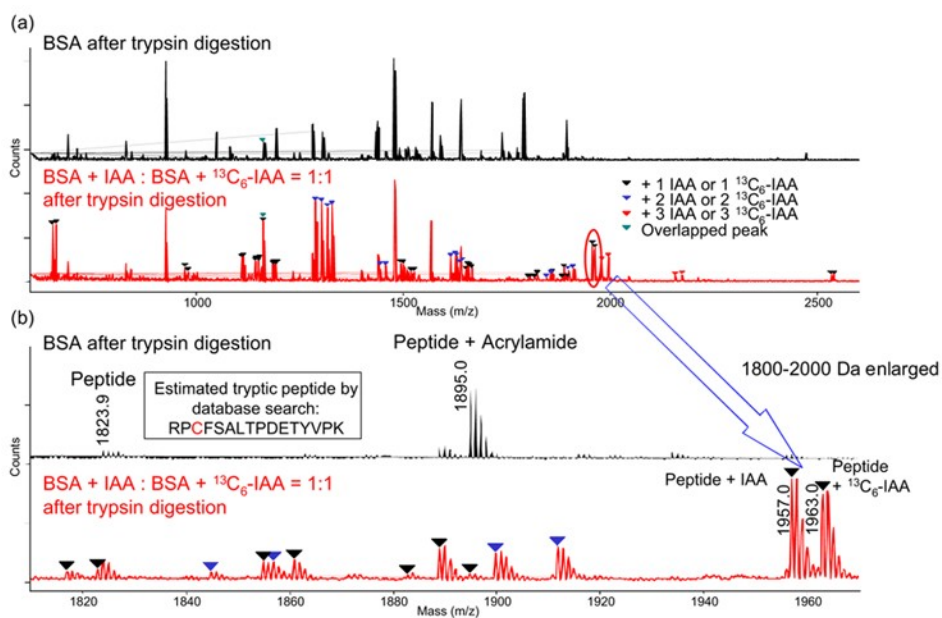 (a)
BSA after trypsin digestion
Counts
BSA + IAA : BSA + ¹³C₆-IAA = 1:1
after trypsin digestion
+ 1 IAA or 1 ¹³C₆-IAA
+ 2 IAA or 2 ¹³C₆-IAA
+ 3 IAA or 3 ¹³C₆-IAA
Overlapped peak
1000 1500 2000 2500
Mass (m/z)
(b)
BSA after trypsin digestion
Peptide + Acrylamide
1800-2000 Da enlarged
Peptide
1823.9
Estimated tryptic peptide by
database search:
RPCFSALTPDETYVPK
1895.0
Counts
BSA + IAA : BSA + ¹³C₆-IAA = 1:1
after trypsin digestion
Peptide + IAA
Peptide
+ ¹³C₆-IAA
1957.0
1963.0
1820 1840 1860 1880 1900 1920 1940 1960
Mass (m/z)